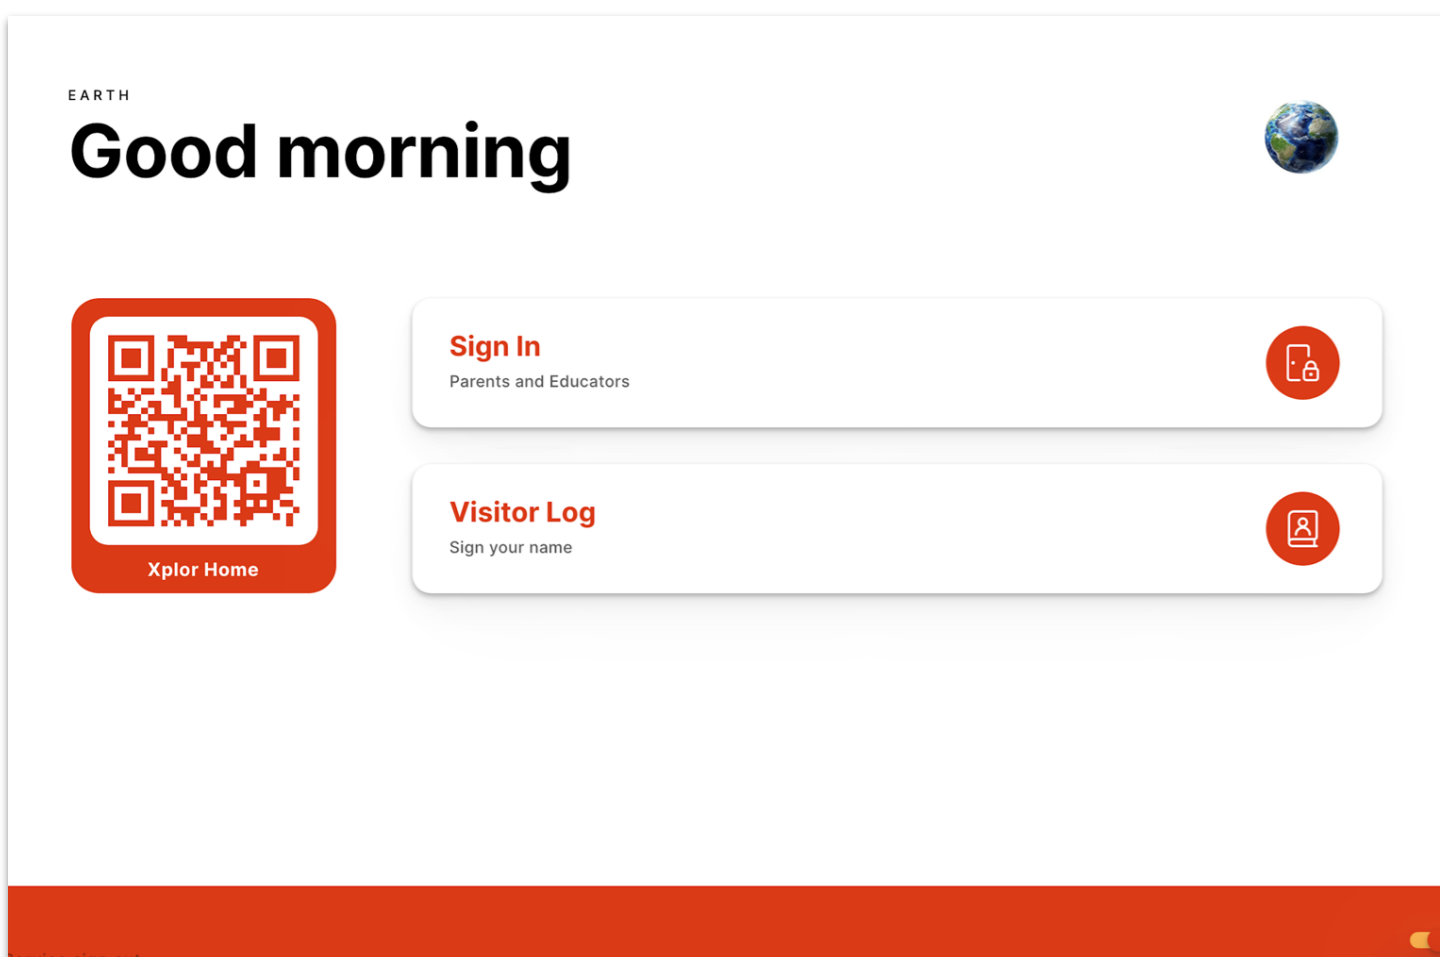 EARTH
Good morning
Sign In
Parents and Educators
Visitor Log
Sign your name
Xplor Home